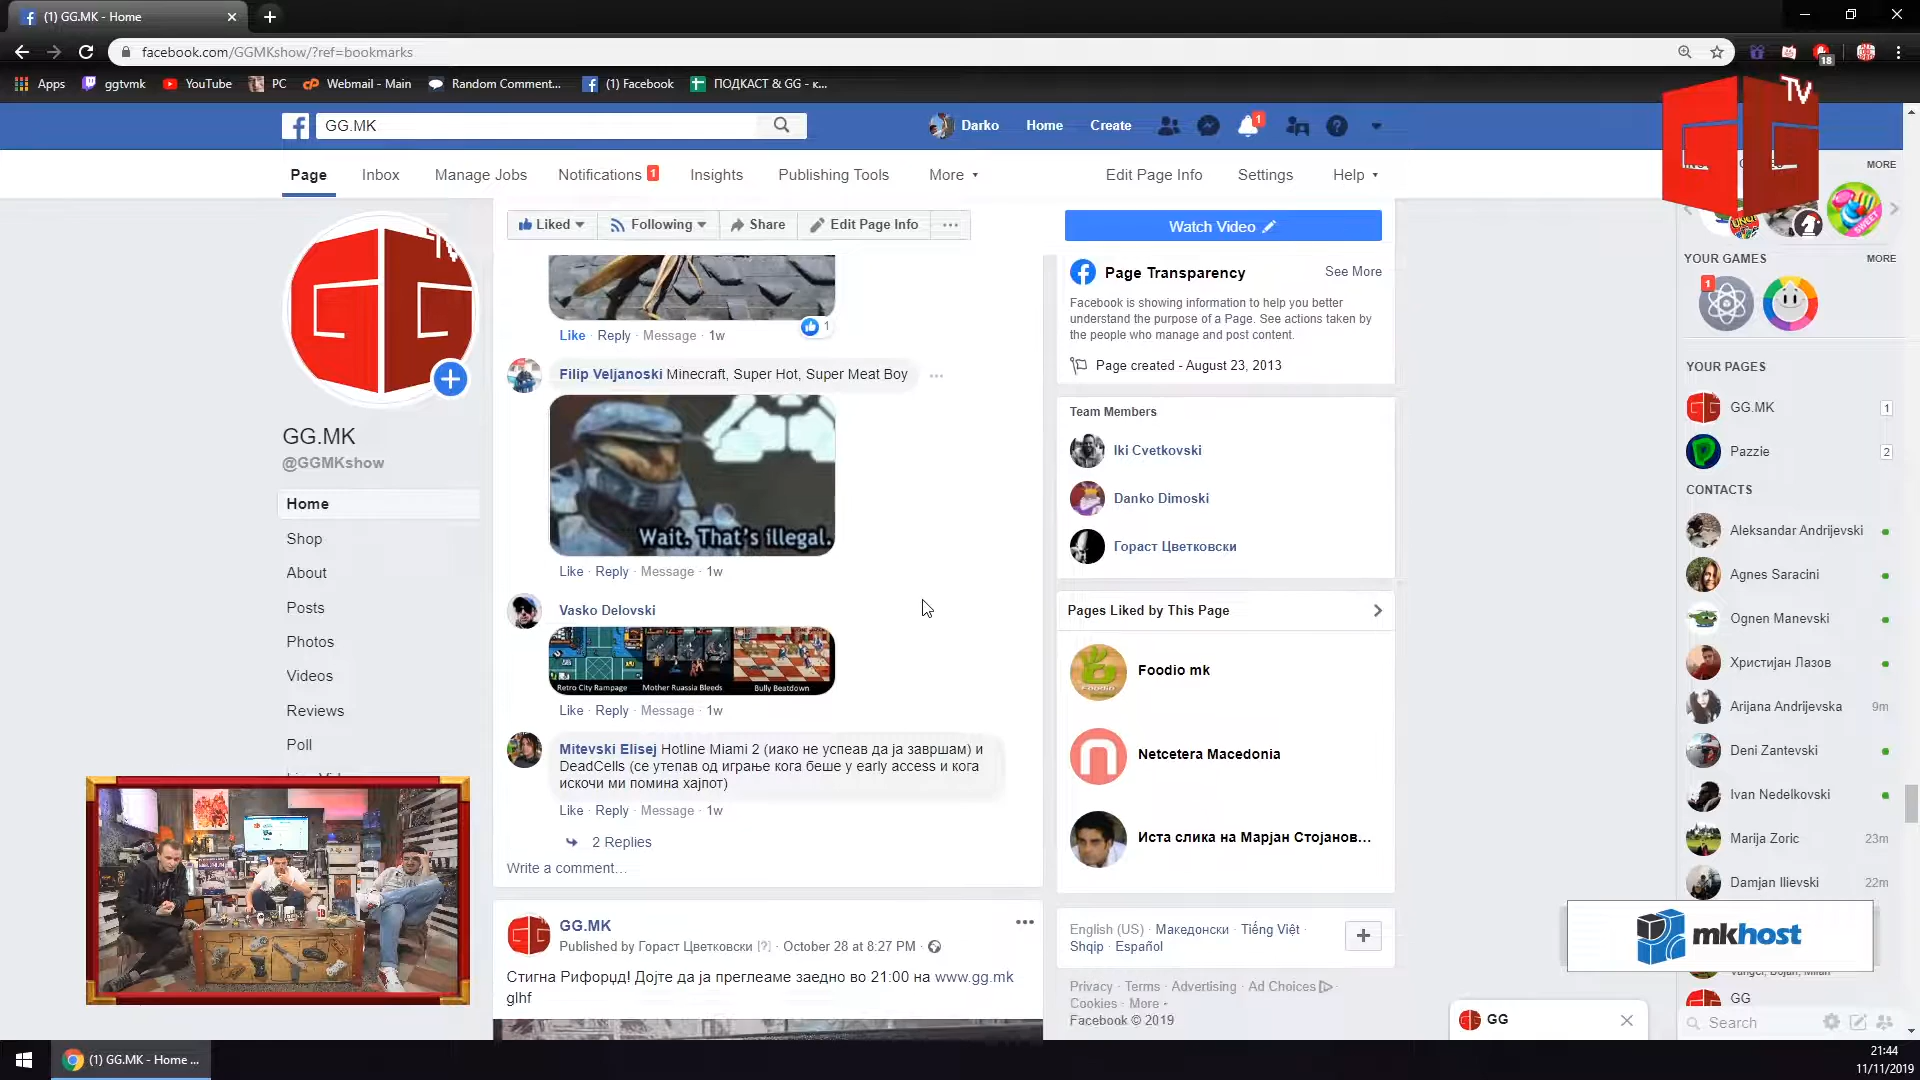 (1) GG.MK - Home
facebook.com/GGMKshow/?ref=bookmarks
18
Apps
ggtvmk
YouTube
PC
Webmail - Main
Random Comment...
(1) Facebook
ПОДКАСТ & GG - к...
TV
GG.MK
Darko
Home
Create
1
Page
Inbox
Manage Jobs
Notifications 1
Insights
Publishing Tools
More
Edit Page Info
Settings
Help
MORE
Liked
Following
Share
Edit Page Info
Watch Video
GG.MK
@GGMKshow
Home
Shop
About
Posts
Photos
Videos
Reviews
Poll
Like · Reply · Message · 1w
1
Filip Veljanoski Minecraft, Super Hot, Super Meat Boy
Wait. That's illegal.
Like · Reply · Message · 1w
Vasko Delovski
Retro City Rampage
Mother Ruassia Bleeds
Bully Beatdown
Like · Reply · Message · 1w
Mitevski Elisej Hotline Miami 2 (иако не успеав да ја завршам) и
DeadCells (се утепав од играње кога беше у early access и кога
искочи ми помина хајпот)
Like · Reply · Message · 1w
2 Replies
Write a comment...
GG.MK
Published by Гораст Цветковски [?] · October 28 at 8:27 PM ·
Стигна Рифорџд! Дојте да ја преглеаме заедно во 21:00 на www.gg.mk
glhf
Page Transparency
See More
Facebook is showing information to help you better
understand the purpose of a Page. See actions taken by
the people who manage and post content.
Page created - August 23, 2013
Team Members
Iki Cvetkovski
Danko Dimoski
Гораст Цветковски
Pages Liked by This Page
Foodio mk
Netcetera Macedonia
Иста слика на Марјан Стојанов...
English (US) · Македонски · Tiếng Việt ·
Shqip · Español
Privacy · Terms · Advertising · Ad Choices
Cookies · More
Facebook © 2019
YOUR GAMES
MORE
1
YOUR PAGES
GG.MK
1
Pazzie
2
CONTACTS
Aleksandar Andrijevski
Agnes Saracini
Ognen Manevski
Христијан Лазов
Arijana Andrijevska
9m
Deni Zantevski
Ivan Nedelkovski
Marija Zoric
23m
Damjan Ilievski
22m
mkhost
GG
Search
GG
(1) GG.MK - Home ...
21:44
11/11/2019